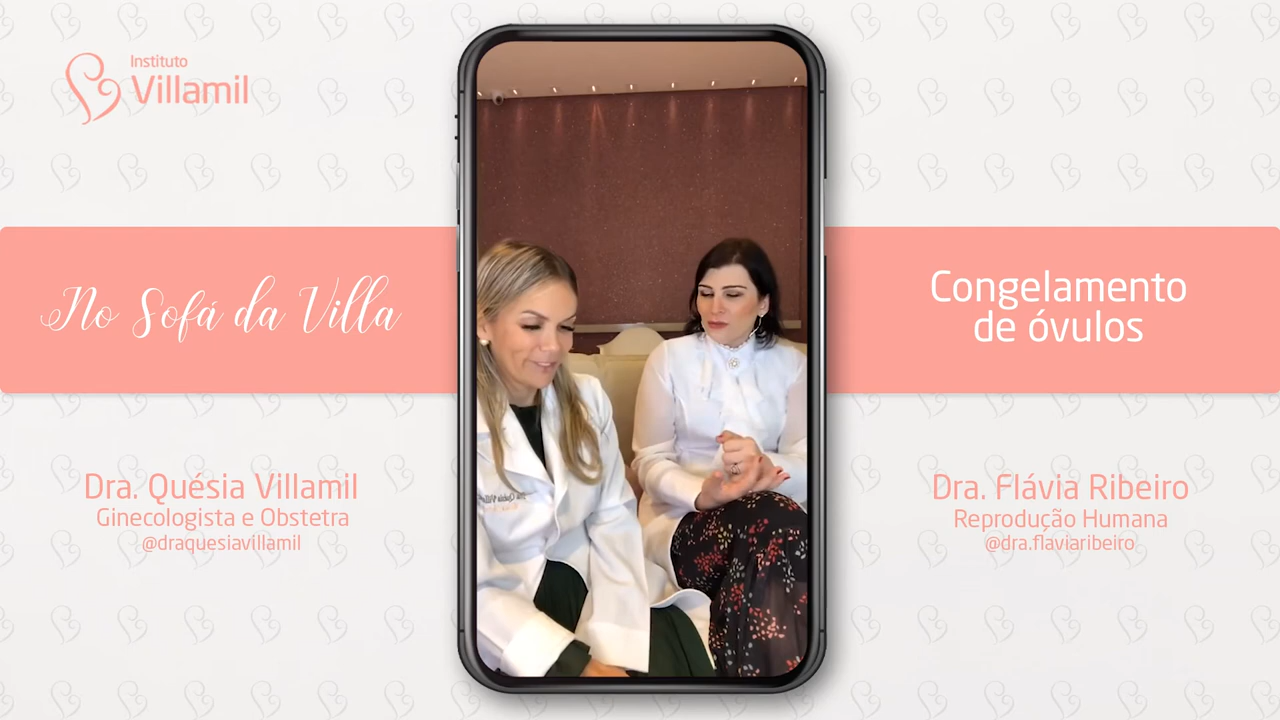 Instituto
Villamil
No Sofá da Villa
Congelamento
de óvulos
Dra. Quésia Villamil
Ginecologista e Obstetra
@draquesiavillamil
Dra. Flávia Ribeiro
Reprodução Humana
@dra.flaviaribeiro